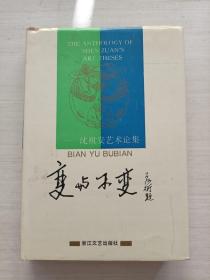 THE ANTHOLOGY OF
SHEN ZUAN'S
ART THESES
沈祖安艺术论集
BIAN YU BUBIAN
变与不变
浙江文艺出版社